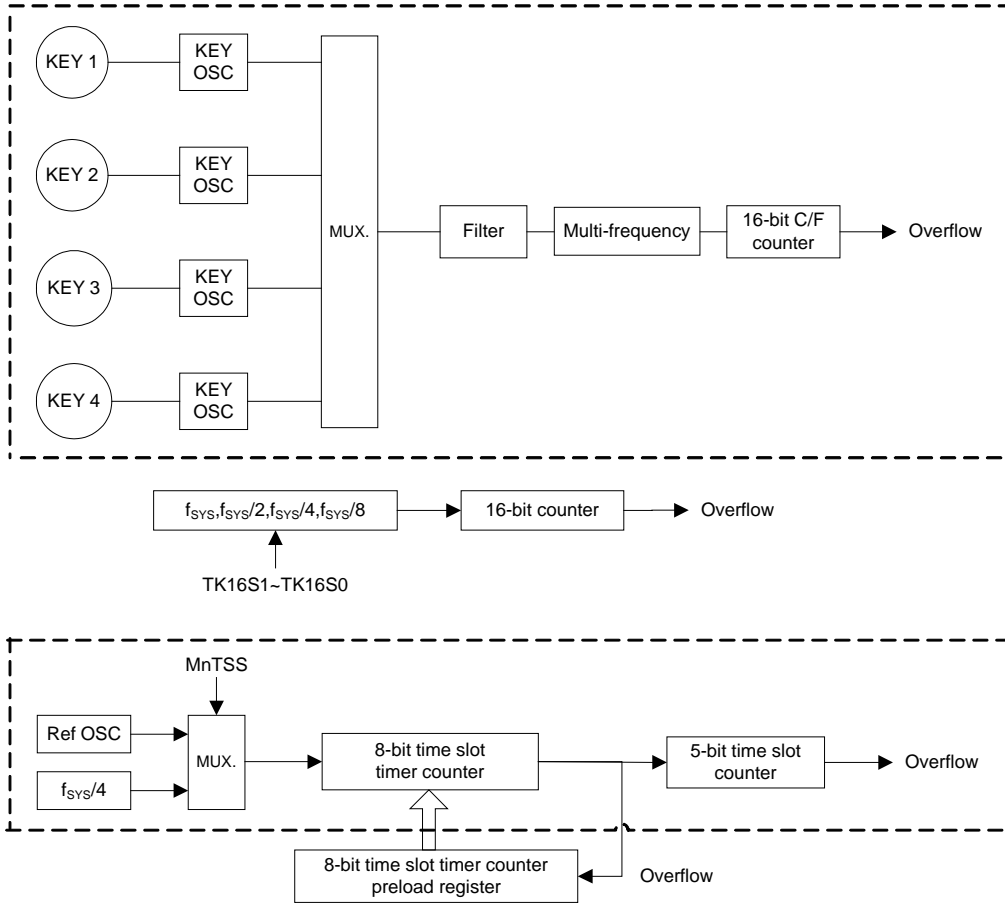 KEY 1
KEY
OSC
KEY 2
KEY
OSC
MUX.
Filter
Multi-frequency
16-bit C/F
counter
Overflow
KEY 3
KEY
OSC
KEY 4
KEY
OSC
fSYS,fSYS/2,fSYS/4,fSYS/8
16-bit counter
Overflow
TK16S1~TK16S0
MnTSS
Ref OSC
fSYS/4
MUX.
8-bit time slot
timer counter
5-bit time slot
counter
Overflow
8-bit time slot timer counter
preload register
Overflow